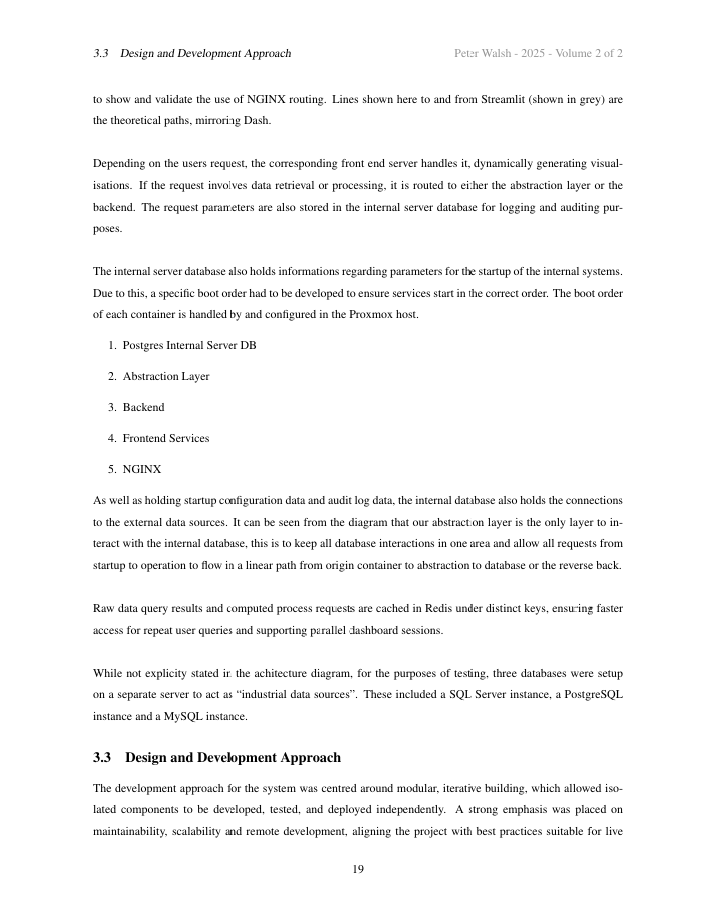 3.3 Design and Development Approach Peter Walsh - 2025 - Volume 2 of 2
to show and validate the use of NGINX routing. Lines shown here to and from Streamlit (shown in grey) are
the theoretical paths, mirroring Dash.
Depending on the users request, the corresponding front end server handles it, dynamically generating visual-
isations. If the request involves data retrieval or processing, it is routed to either the abstraction layer or the
backend. The request parameters are also stored in the internal server database for logging and auditing pur-
poses.
The internal server database also holds informations regarding parameters for the startup of the internal systems.
Due to this, a specific boot order had to be developed to ensure services start in the correct order. The boot order
of each container is handled by and configured in the Proxmox host.
1. Postgres Internal Server DB
2. Abstraction Layer
3. Backend
4. Frontend Services
5. NGINX
As well as holding startup configuration data and audit log data, the internal database also holds the connections
to the external data sources. It can be seen from the diagram that our abstraction layer is the only layer to in-
teract with the internal database, this is to keep all database interactions in one area and allow all requests from
startup to operation to flow in a linear path from origin container to abstraction to database or the reverse back.
Raw data query results and computed process requests are cached in Redis under distinct keys, ensuring faster
access for repeat user queries and supporting parallel dashboard sessions.
While not explicity stated in the achitecture diagram, for the purposes of testing, three databases were setup
on a separate server to act as “industrial data sources”. These included a SQL Server instance, a PostgreSQL
instance and a MySQL instance.
3.3 Design and Development Approach
The development approach for the system was centred around modular, iterative building, which allowed iso-
lated components to be developed, tested, and deployed independently. A strong emphasis was placed on
maintainability, scalability and remote development, aligning the project with best practices suitable for live
19